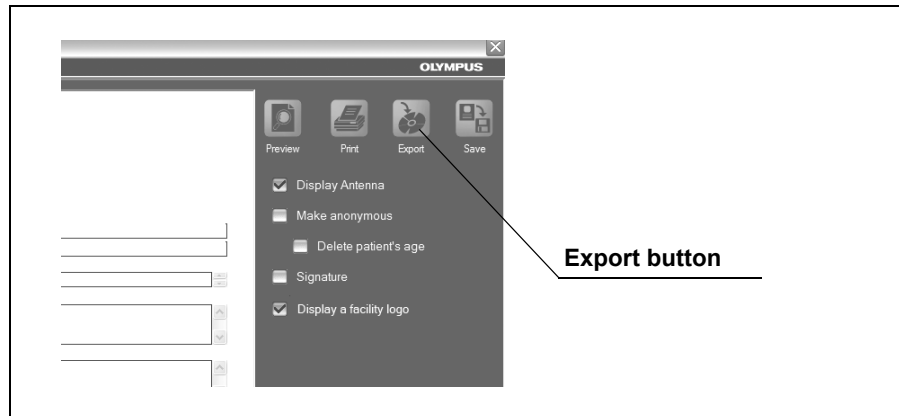 OLYMPUS
Preview Print Export Save
Display Antenna
Make anonymous
Delete patient's age
Export button
Signature
Display a facility logo